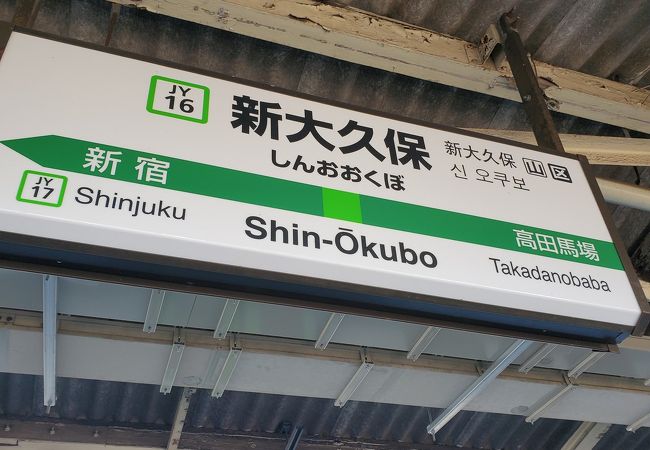 JY
16
新大久保
しんおおくぼ
新大久保
신오쿠보
山 区
新宿
JY
17
Shinjuku
Shin-Ōkubo
高田馬場
Takadanobaba